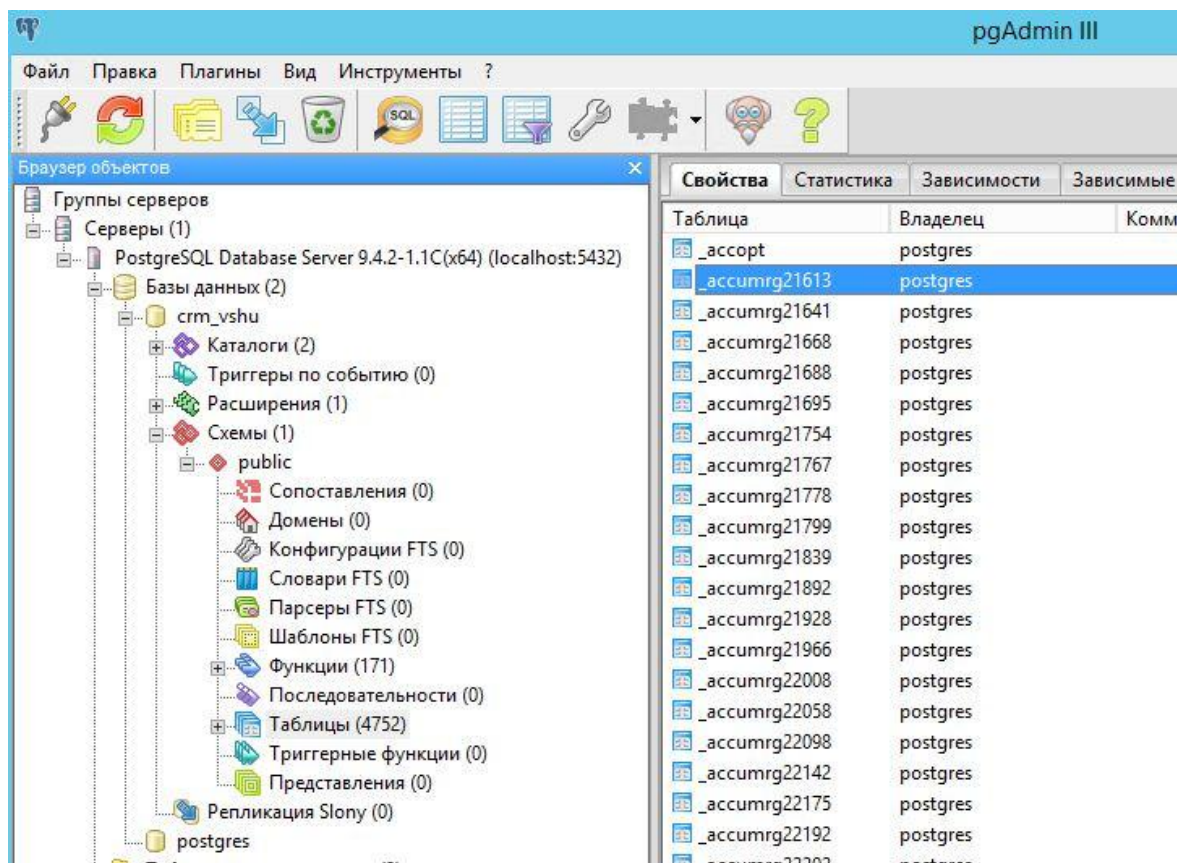 pgAdmin III
Файл Правка Плагины Вид Инструменты ?
SQL
Браузер объектов
Группы серверов
Серверы (1)
PostgreSQL Database Server 9.4.2-1.1C(x64) (localhost:5432)
Базы данных (2)
crm_vshu
Каталоги (2)
Триггеры по событию (0)
Расширения (1)
Схемы (1)
public
Сопоставления (0)
Домены (0)
Конфигурации FTS (0)
Словари FTS (0)
Парсеры FTS (0)
Шаблоны FTS (0)
Функции (171)
Последовательности (0)
Таблицы (4752)
Триггерные функции (0)
Представления (0)
Репликация Slony (0)
postgres
Свойства Статистика Зависимости Зависимые
Таблица Владелец Комм
_accopt postgres
_accumrg21613 postgres
_accumrg21641 postgres
_accumrg21668 postgres
_accumrg21688 postgres
_accumrg21695 postgres
_accumrg21754 postgres
_accumrg21767 postgres
_accumrg21778 postgres
_accumrg21799 postgres
_accumrg21839 postgres
_accumrg21892 postgres
_accumrg21928 postgres
_accumrg21966 postgres
_accumrg22008 postgres
_accumrg22058 postgres
_accumrg22098 postgres
_accumrg22142 postgres
_accumrg22175 postgres
_accumrg22192 postgres